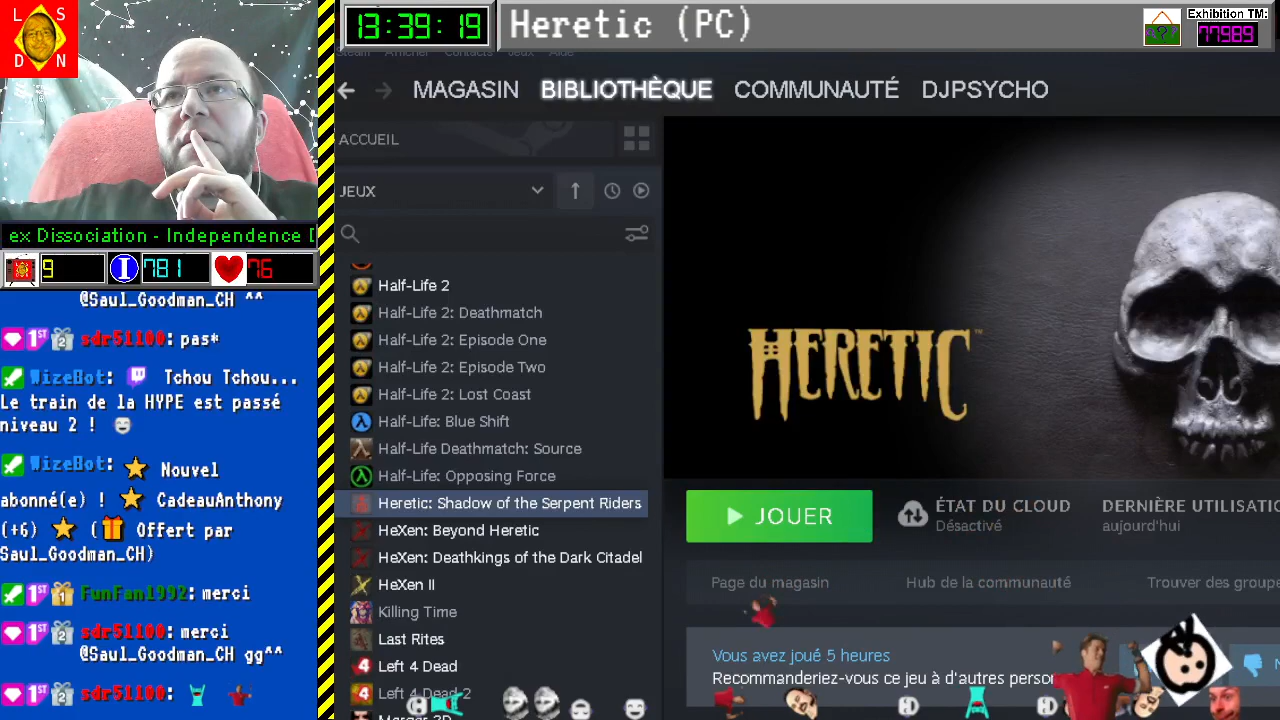 L S
D N
13:39:19
Heretic (PC)
Exhibition TM:
77989
MAGASIN BIBLIOTHÈQUE COMMUNAUTÉ DJPSYCHO
ACCUEIL
JEUX
Half-Life 2
Half-Life 2: Deathmatch
Half-Life 2: Episode One
Half-Life 2: Episode Two
Half-Life 2: Lost Coast
Half-Life: Blue Shift
Half-Life Deathmatch: Source
Half-Life: Opposing Force
Heretic: Shadow of the Serpent Riders
HeXen: Beyond Heretic
HeXen: Deathkings of the Dark Citadel
HeXen II
Killing Time
Last Rites
Left 4 Dead
Left 4 Dead 2
HERETIC™
JOUER
ÉTAT DU CLOUD
Désactivé
DERNIÈRE UTILISATIO
aujourd'hui
Page du magasin Hub de la communauté Trouver des groupe
Vous avez joué 5 heures
Recommanderiez-vous ce jeu à d'autres perso
ex Dissociation - Independence D
9 781 76
@Saul_Goodman_CH ^^
sdr51100: pas*
WizeBot: Tchou Tchou...
Le train de la HYPE est passé
niveau 2 !
WizeBot: Nouvel
abonné(e) ! CadeauAnthony
(+6) ( Offert par
Saul_Goodman_CH)
FunFan1992: merci
sdr51100: merci
@Saul_Goodman_CH gg^^
sdr51100: